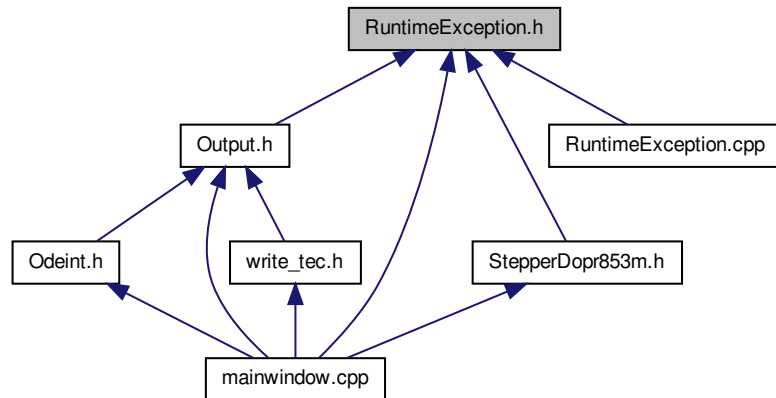 RuntimeException.h
Output.h
RuntimeException.cpp
Odeint.h
write_tec.h
StepperDopr853m.h
mainwindow.cpp